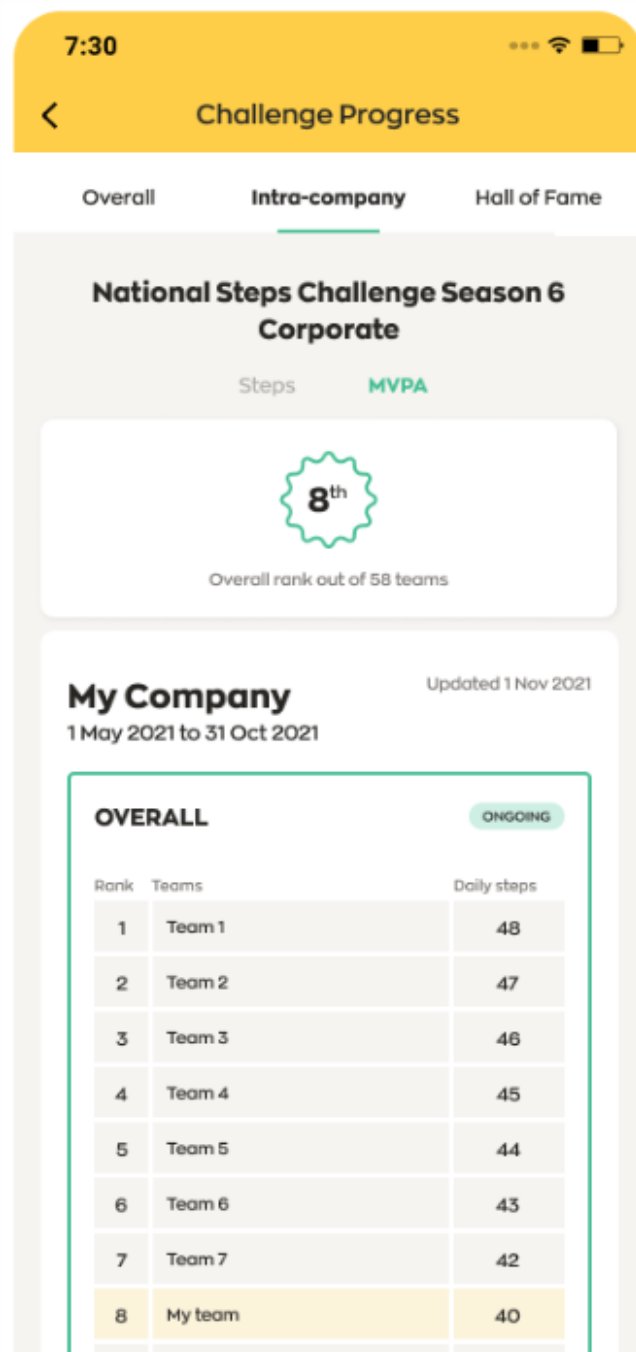 7:30
Challenge Progress
Overall Intra-company Hall of Fame
National Steps Challenge Season 6
Corporate
Steps MVPA
8th
Overall rank out of 58 teams
My Company Updated 1 Nov 2021
1 May 2021 to 31 Oct 2021
OVERALL ONGOING
Rank Teams Daily steps
1 Team 1 48
2 Team 2 47
3 Team 3 46
4 Team 4 45
5 Team 5 44
6 Team 6 43
7 Team 7 42
8 My team 40